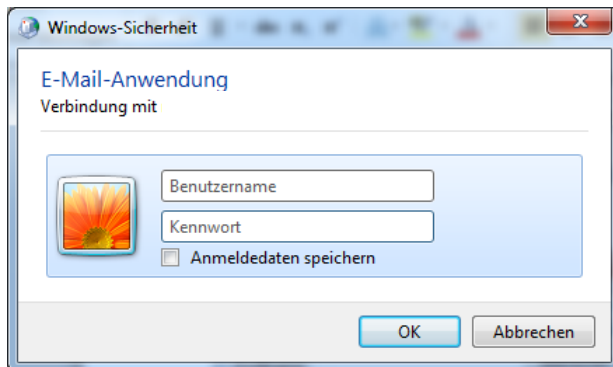 Windows-Sicherheit
E-Mail-Anwendung
Verbindung mit
Benutzername
Kennwort
Anmeldedaten speichern
OK
Abbrechen